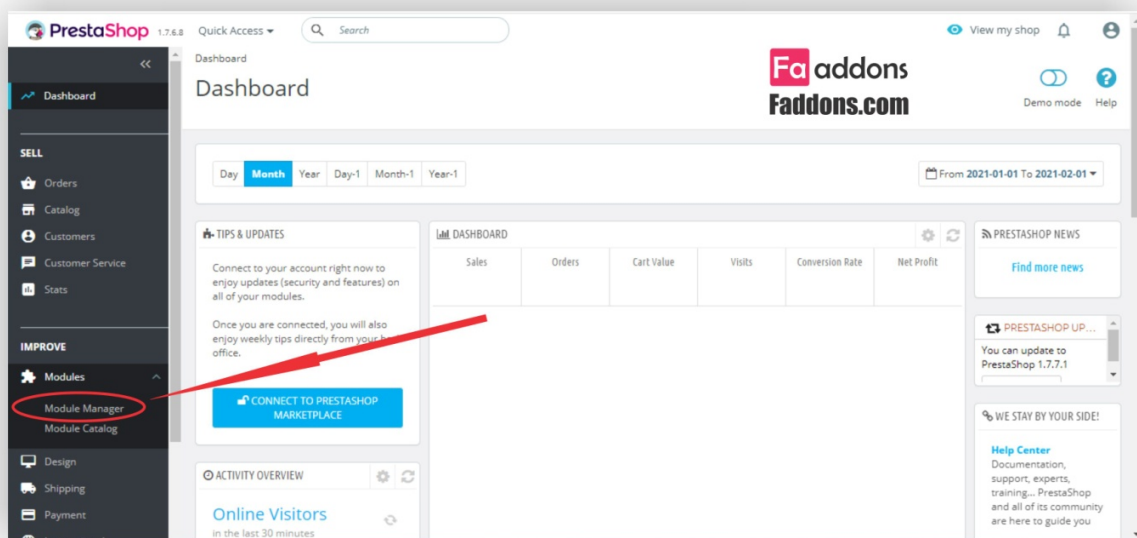 PrestaShop 1.7.6.8 Quick Access Search View my shop
Dashboard
Dashboard
Fa addons
Faddons.com
Demo mode Help
Dashboard
SELL
Orders
Catalog
Customers
Customer Service
Stats
IMPROVE
Modules
Module Manager
Module Catalog
Design
Shipping
Payment
Day Month Year Day-1 Month-1 Year-1
From 2021-01-01 To 2021-02-01
TIPS & UPDATES
Connect to your account right now to
enjoy updates (security and features) on
all of your modules.
Once you are connected, you will also
enjoy weekly tips directly from your
office.
CONNECT TO PRESTASHOP
MARKETPLACE
ACTIVITY OVERVIEW
Online Visitors
in the last 30 minutes
DASHBOARD
Sales Orders Cart Value Visits Conversion Rate Net Profit
PRESTASHOP NEWS
Find more news
PRESTASHOP UP...
You can update to
PrestaShop 1.7.7.1
WE STAY BY YOUR SIDE!
Help Center
Documentation,
support, experts,
training... PrestaShop
and all of its community
are here to guide you